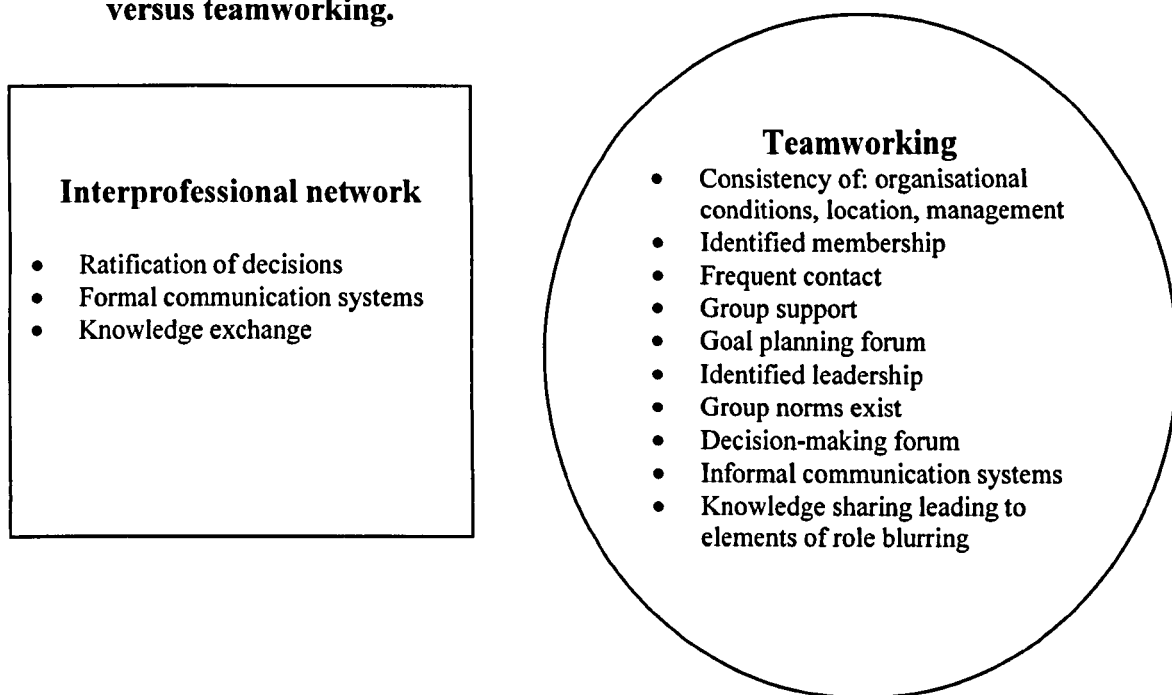 versus teamworking.
Interprofessional network
• Ratification of decisions
• Formal communication systems
• Knowledge exchange
Teamworking
• Consistency of: organisational
conditions, location, management
• Identified membership
• Frequent contact
• Group support
• Goal planning forum
• Identified leadership
• Group norms exist
• Decision-making forum
• Informal communication systems
• Knowledge sharing leading to
elements of role blurring